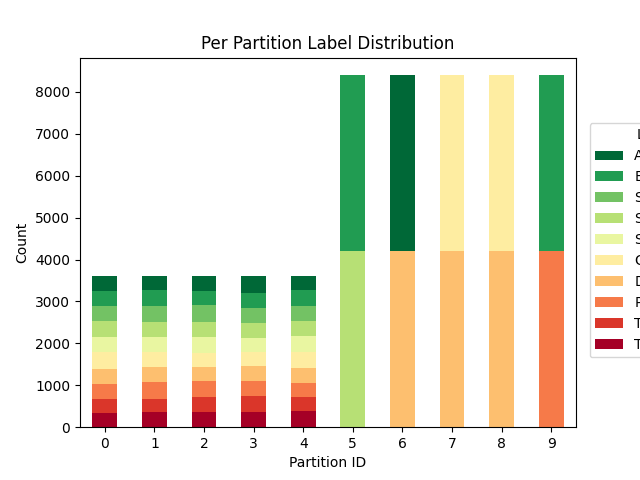 Per Partition Label Distribution
Count
8000
7000
6000
5000
4000
3000
2000
1000
0
0 1 2 3 4 5 6 7 8 9
Partition ID
L
A
S
S
S
D
T
T